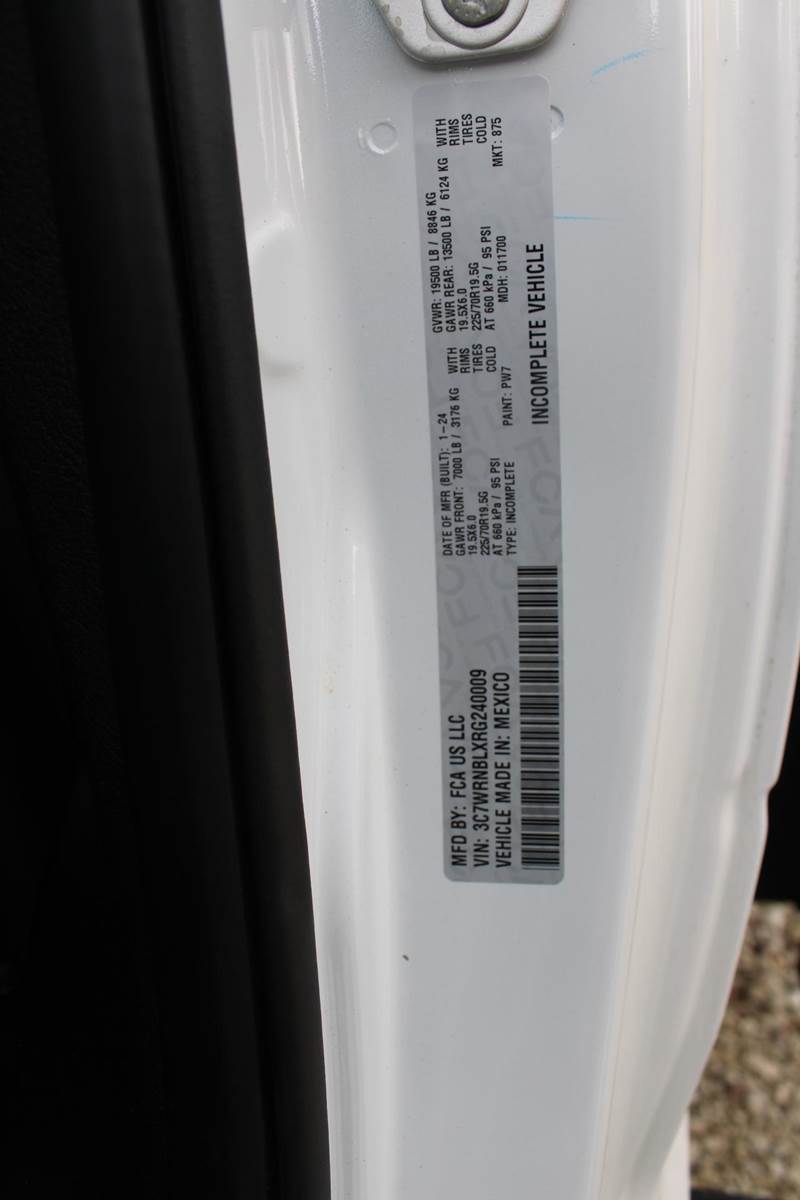 MFD BY: FCA US LLC
VIN: 3C7WRNBLXRG240009
VEHICLE MADE IN: MEXICO
DATE OF MFR (BUILT): 1-24 GVWR: 19500 LB / 8846 KG
GAWR FRONT: 7000 LB / 3176 KG WITH GAWR REAR: 13500 LB / 6124 KG WITH
19.5X6.0 RIMS 19.5X6.0 RIMS
225/70R19.5G TIRES 225/70R19.5G TIRES
AT 660 kPa / 95 PSI COLD AT 660 kPa / 95 PSI COLD
TYPE: INCOMPLETE PAINT: PW7 MDH: 011700 MKT: 875
INCOMPLETE VEHICLE